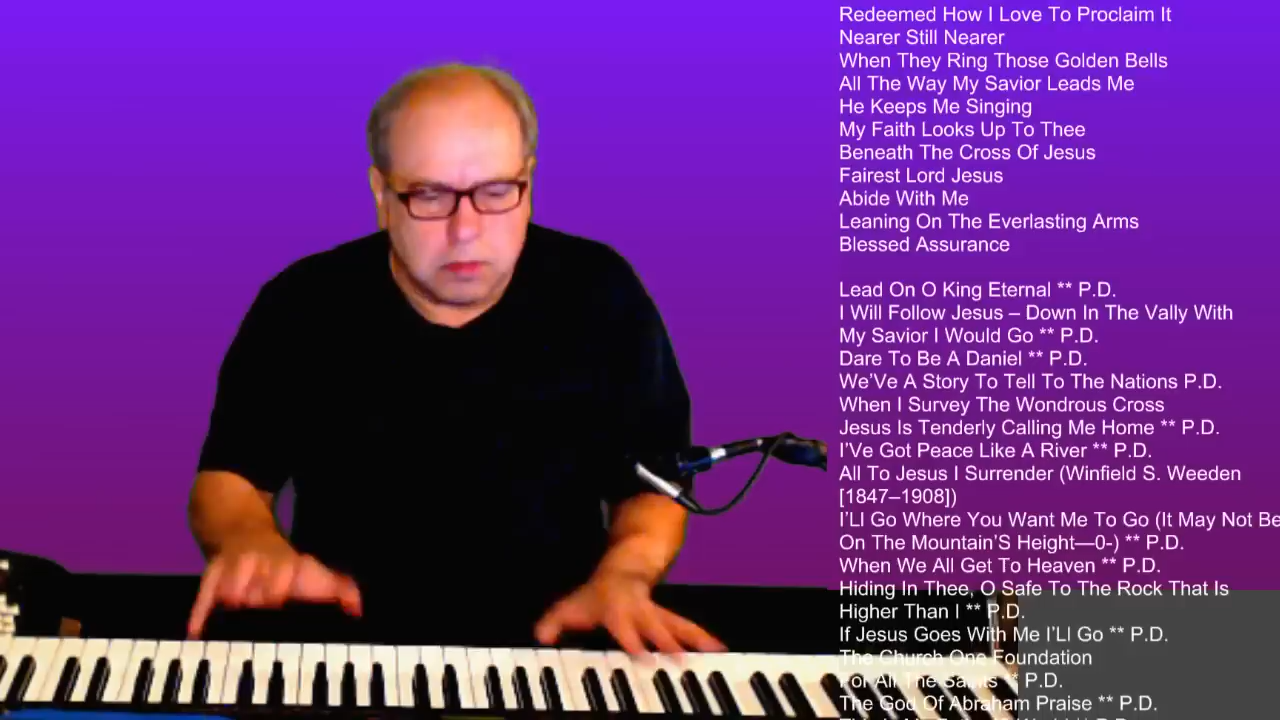 Redeemed How I Love To Proclaim It
Nearer Still Nearer
When They Ring Those Golden Bells
All The Way My Savior Leads Me
He Keeps Me Singing
My Faith Looks Up To Thee
Beneath The Cross Of Jesus
Fairest Lord Jesus
Abide With Me
Leaning On The Everlasting Arms
Blessed Assurance
Lead On O King Eternal ** P.D.
I Will Follow Jesus – Down In The Vally With
My Savior I Would Go ** P.D.
Dare To Be A Daniel ** P.D.
We’Ve A Story To Tell To The Nations P.D.
When I Survey The Wondrous Cross
Jesus Is Tenderly Calling Me Home ** P.D.
I’Ve Got Peace Like A River ** P.D.
All To Jesus I Surrender (Winfield S. Weeden
[1847–1908])
I’Ll Go Where You Want Me To Go (It May Not Be
On The Mountain’S Height—0-) ** P.D.
When We All Get To Heaven ** P.D.
Hiding In Thee, O Safe To The Rock That Is
Higher Than I ** P.D.
If Jesus Goes With Me I’Ll Go ** P.D.
The Church One Foundation
For All The Saints ** P.D.
The God Of Abraham Praise ** P.D.